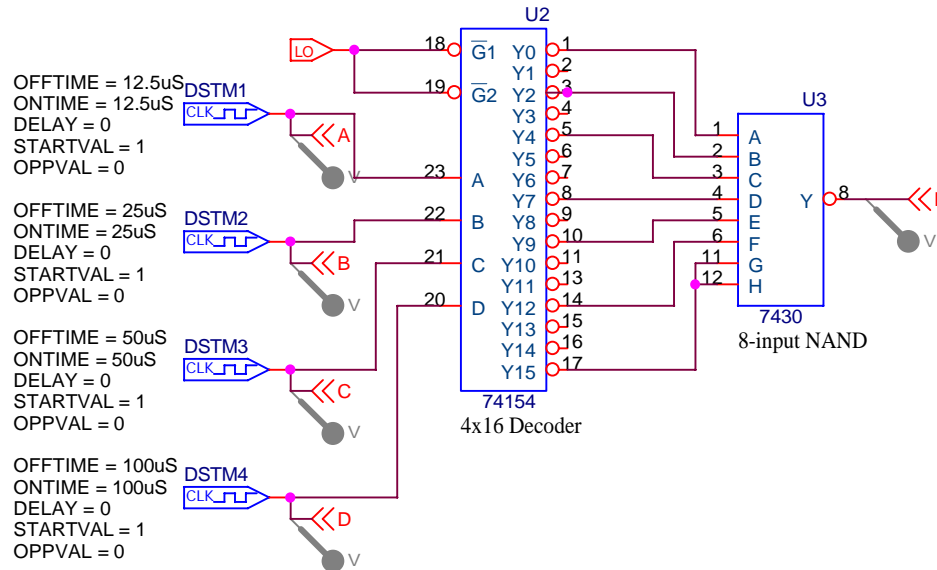 U2
LO
18
G1
Y0
1
19
G2
Y1
2
Y2
3
Y3
4
Y4
5
Y5
6
Y6
7
Y7
8
Y8
9
Y9
10
Y10
11
Y11
13
Y12
14
Y13
15
Y14
16
Y15
17
23
A
22
B
21
C
20
D
74154
4x16 Decoder
OFFTIME = 12.5uS
ONTIME = 12.5uS
DELAY = 0
STARTVAL = 1
OPPVAL = 0
DSTM1
CLK
A
V
OFFTIME = 25uS
ONTIME = 25uS
DELAY = 0
STARTVAL = 1
OPPVAL = 0
DSTM2
CLK
B
V
OFFTIME = 50uS
ONTIME = 50uS
DELAY = 0
STARTVAL = 1
OPPVAL = 0
DSTM3
CLK
C
V
OFFTIME = 100uS
ONTIME = 100uS
DELAY = 0
STARTVAL = 1
OPPVAL = 0
DSTM4
CLK
D
V
U3
1
A
2
B
3
C
4
D
5
E
6
F
11
G
12
H
Y
8
V
7430
8-input NAND